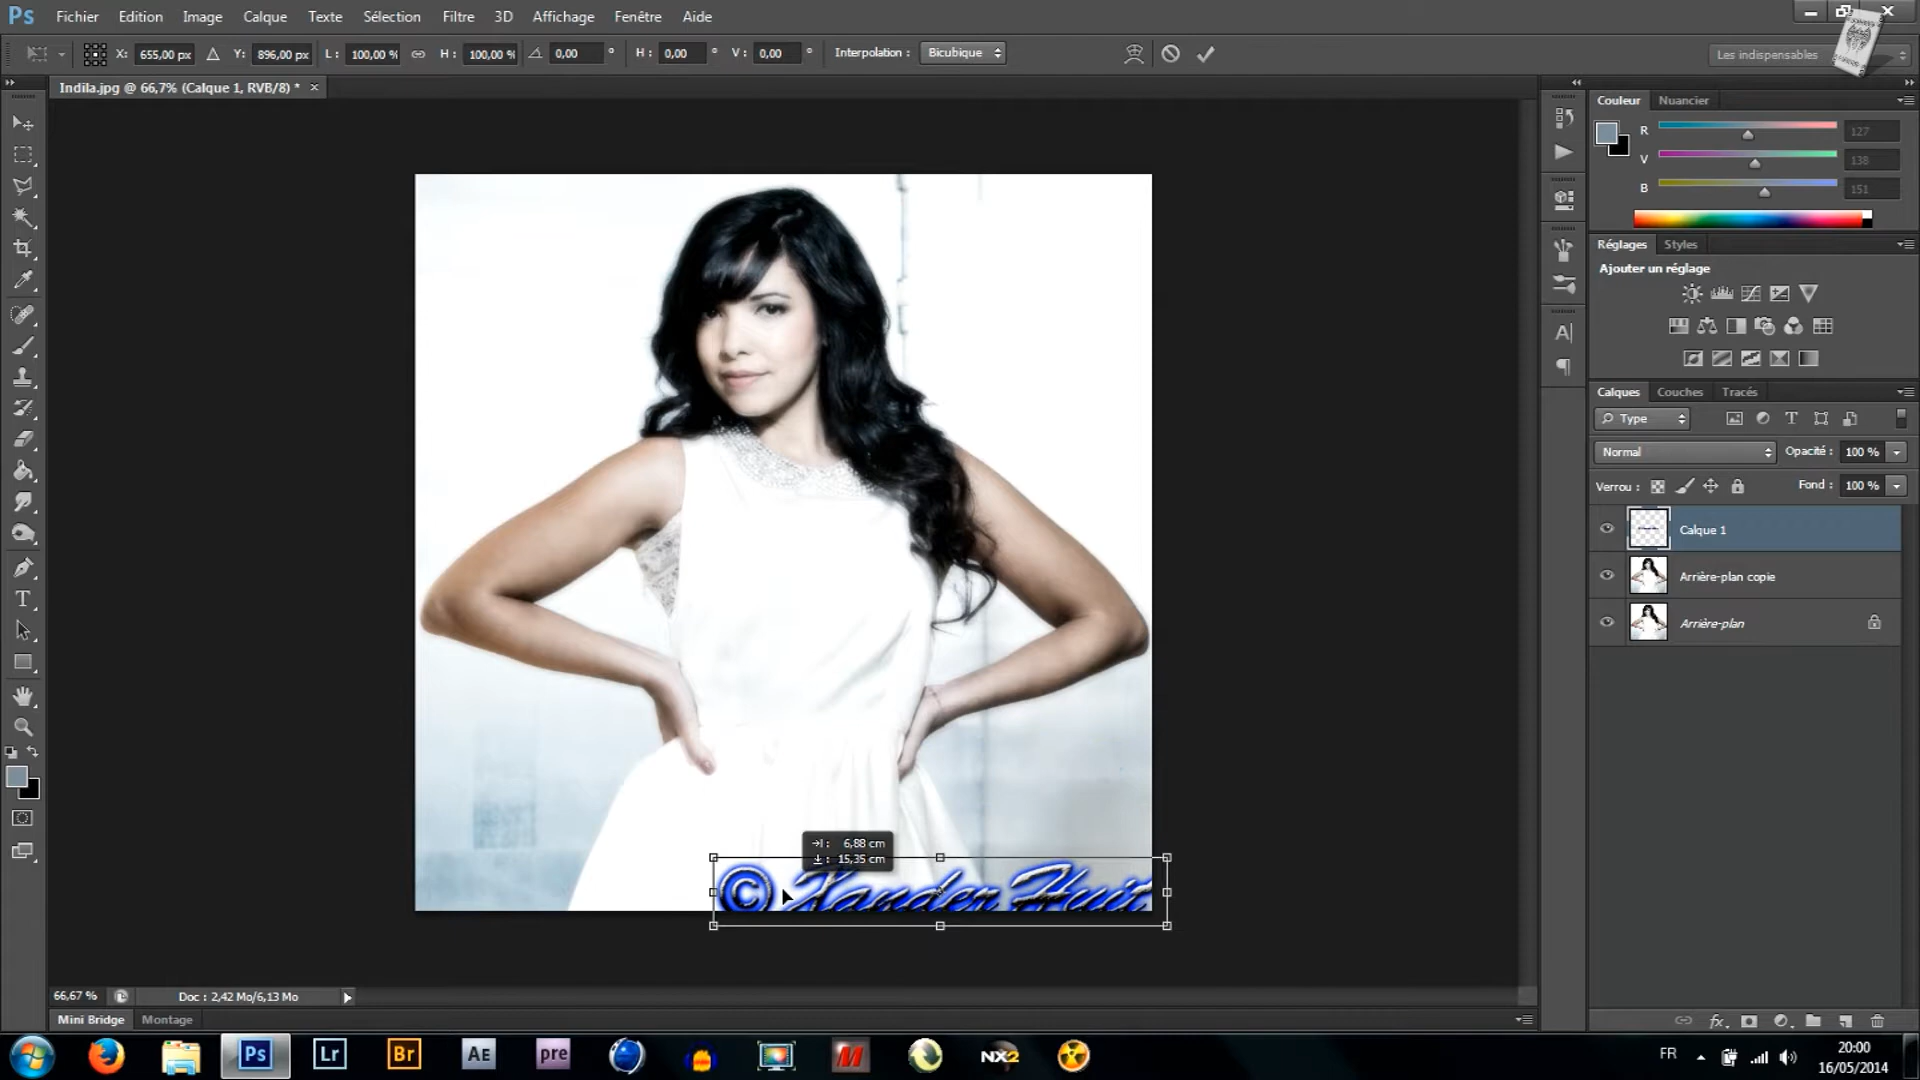 Ps Fichier Edition Image Calque Texte Sélection Filtre 3D Affichage Fenêtre Aide
X: 655,00 px Y: 896,00 px L: 100,00 % H: 100,00 % 0,00 ° H: 0,00 ° V: 0,00 ° Interpolation : Bicubique Les indispensables
Indila.jpg @ 66,7% (Calque 1, RVB/8) * ×
Couleur Nuancier
R 127
V 138
B 151
Réglages Styles
Ajouter un réglage
Calques Couches Tracés
Type
Normal Opacité : 100 %
Verrou : Fond : 100 %
Calque 1
Arrière-plan copie
Arrière-plan
6,88 cm
15,35 cm
© Xander Huit
66,67 % Doc : 2,42 Mo/6,13 Mo
Mini Bridge Montage
Ps Lr Br AE pre NX2 FR 20:00
16/05/2014